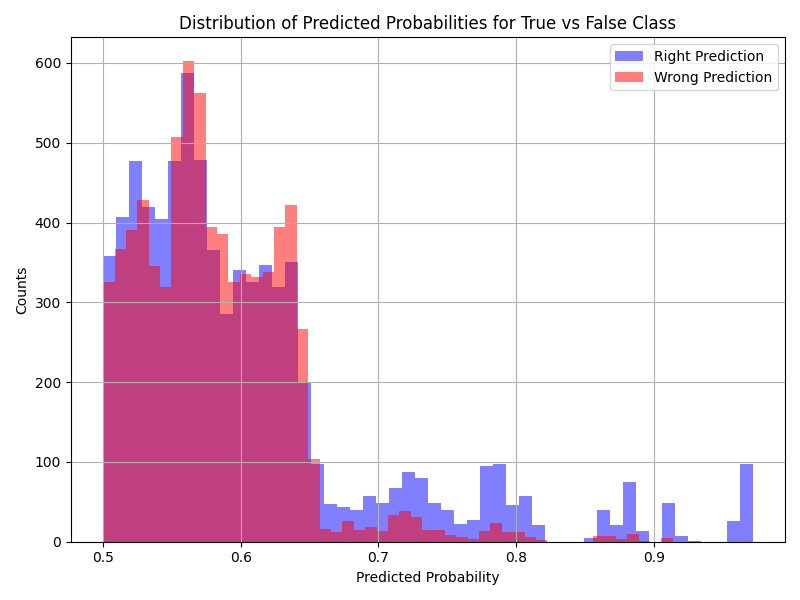 Distribution of Predicted Probabilities for True vs False Class
Right Prediction
Wrong Prediction
600
500
400
300
200
100
0
Counts
0.5 0.6 0.7 0.8 0.9
Predicted Probability